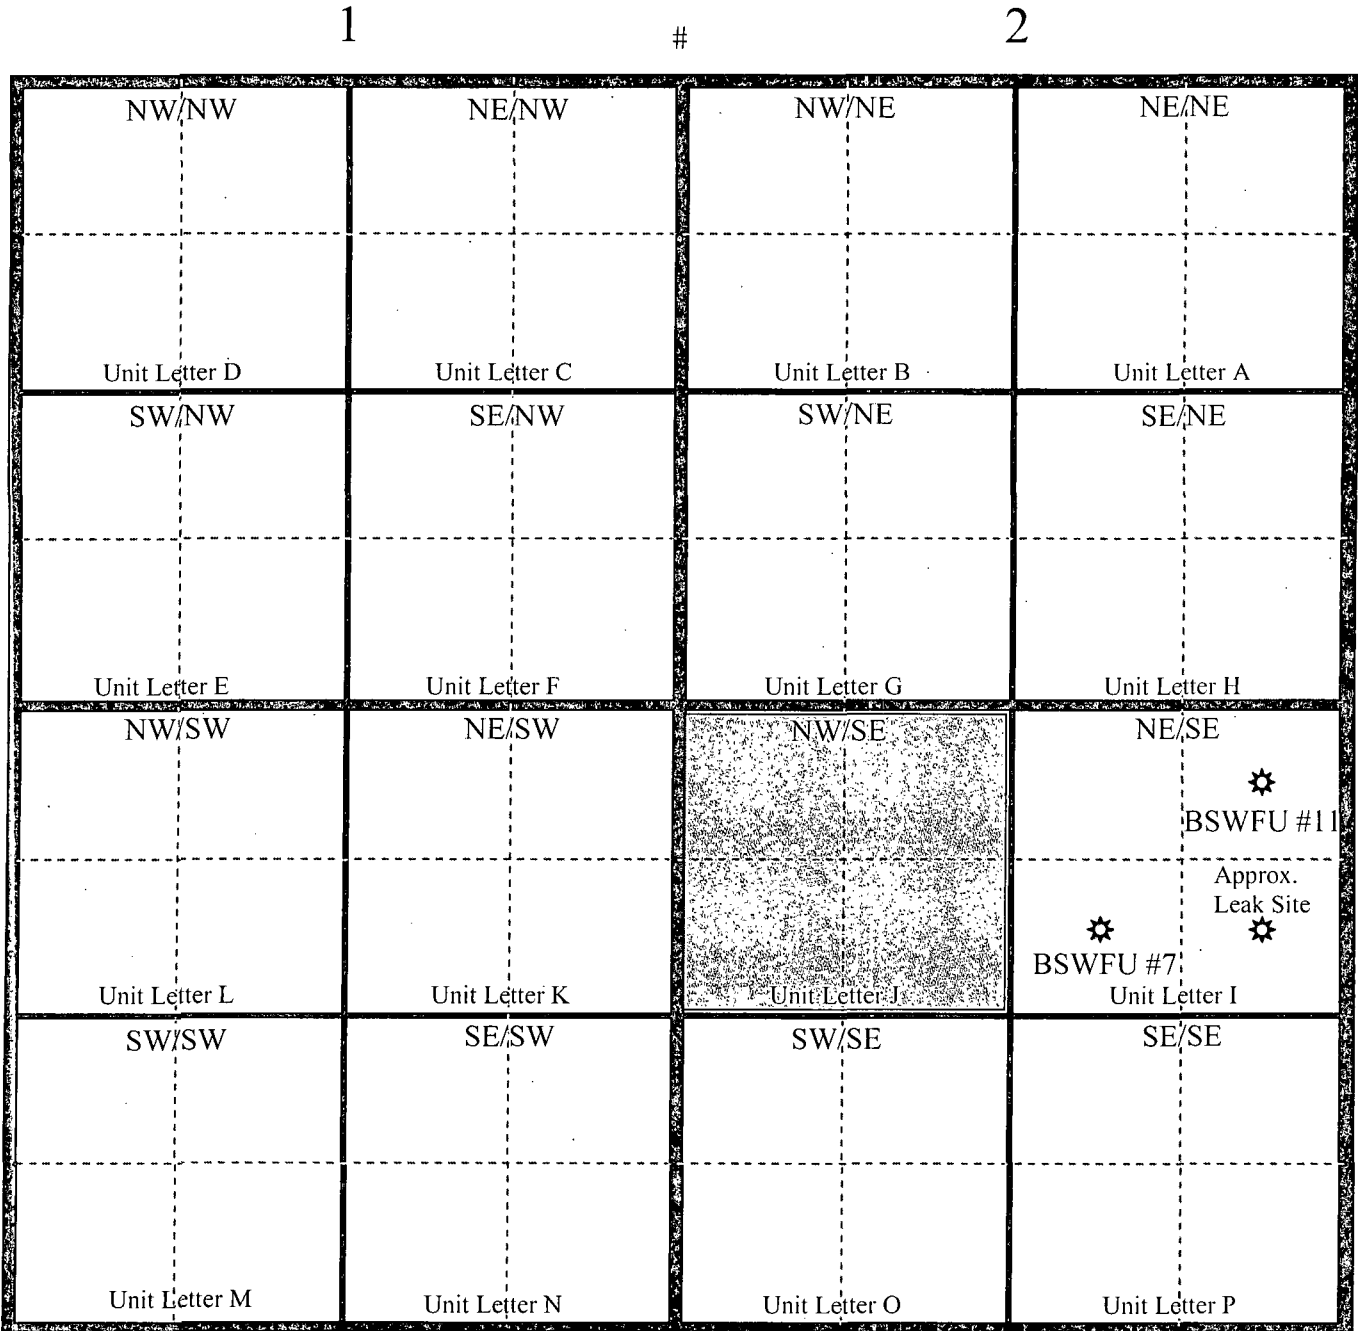 1 # 2
NW/NW NE/NW NW/NE NE/NE
Unit Letter D Unit Letter C Unit Letter B Unit Letter A
SW/NW SE/NW SW/NE SE/NE
Unit Letter E Unit Letter F Unit Letter G Unit Letter H
NW/SW NE/SW NW/SE NE/SE
BSWFU #11
Approx.
Leak Site
BSWFU #7
Unit Letter L Unit Letter K Unit Letter J Unit Letter I
SW/SW SE/SW SW/SE SE/SE
Unit Letter M Unit Letter N Unit Letter O Unit Letter P